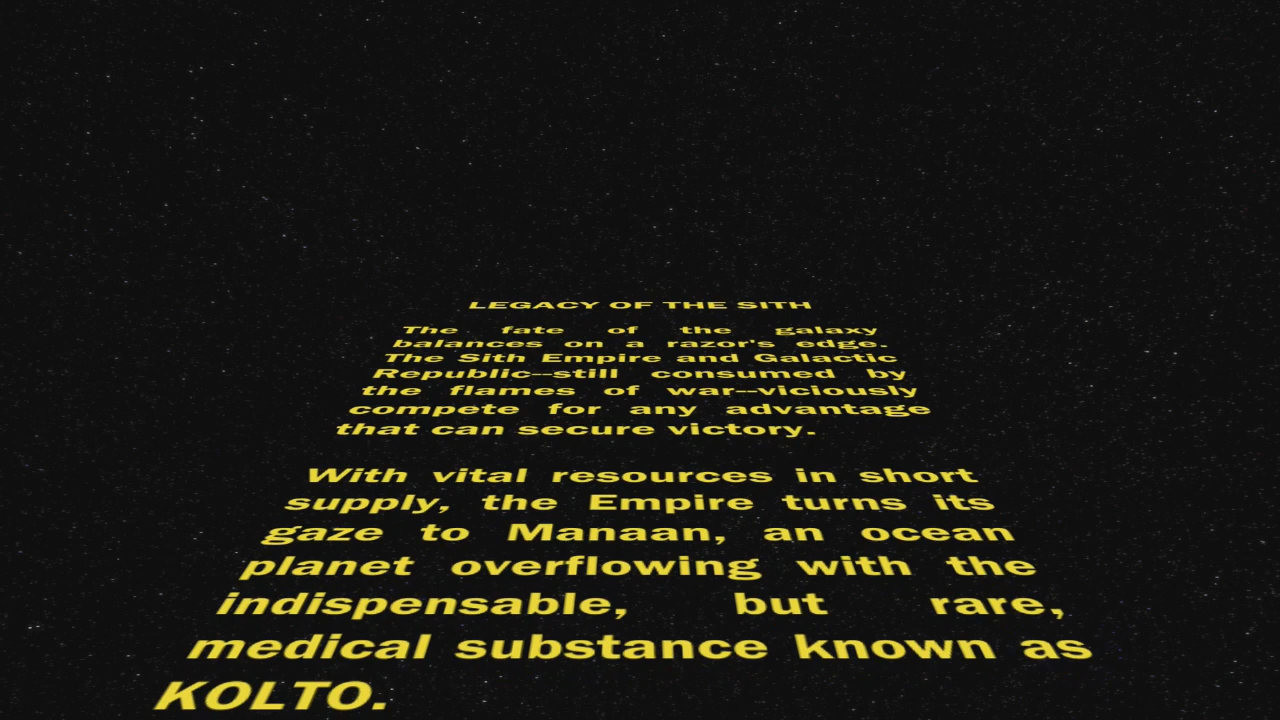 LEGACY OF THE SITH
The fate of the galaxy
balances on a razor's edge.
The Sith Empire and Galactic
Republic--still consumed by
the flames of war--viciously
compete for any advantage
that can secure victory.
With vital resources in short
supply, the Empire turns its
gaze to Manaan, an ocean
planet overflowing with the
indispensable, but rare,
medical substance known as
KOLTO.